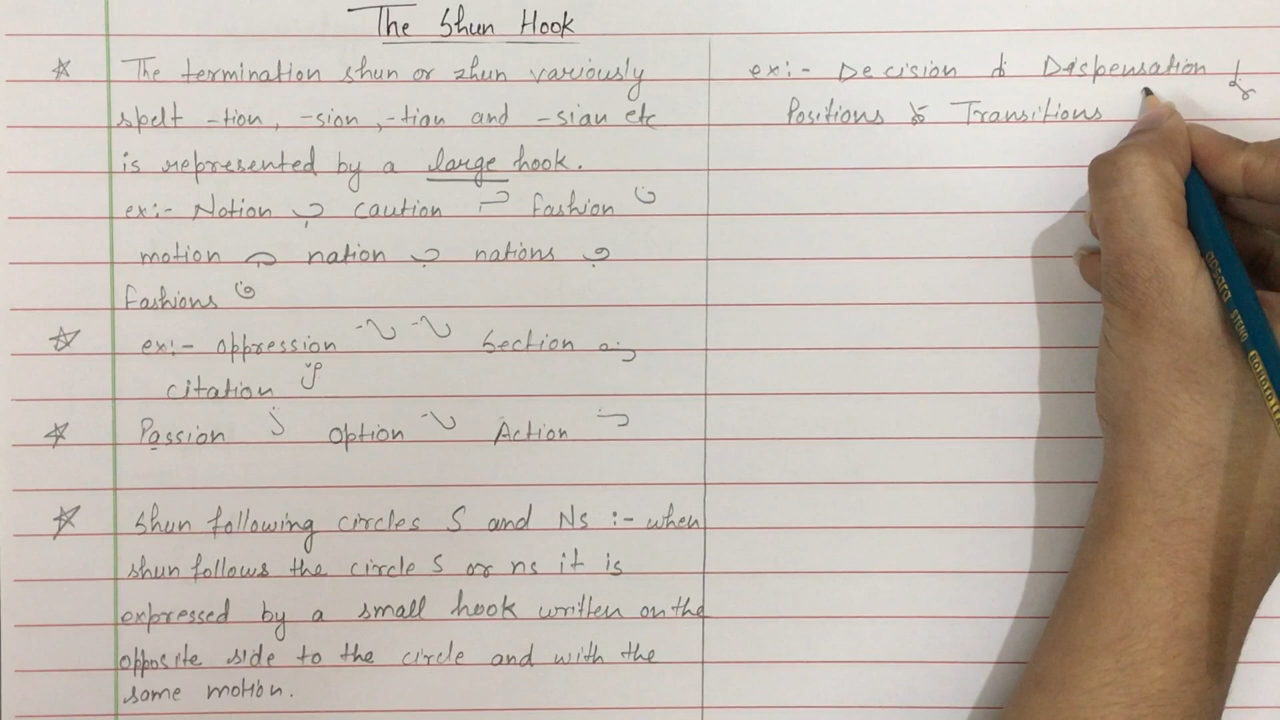 The Shun Hook
The termination shun or zhun variously
spelt -tion, -sion, -tian and -sian etc
is represented by a large hook.
ex:- Notion caution fashion
motion nation nations
fashions
ex:- oppression Section
citation
Passion option Action
Shun following circles S and Ns :- when
shun follows the circle S or ns it is
expressed by a small hook written on the
opposite side to the circle and with the
same motion.
ex:- Decision Dispensation
Positions Transitions
apsara STENO